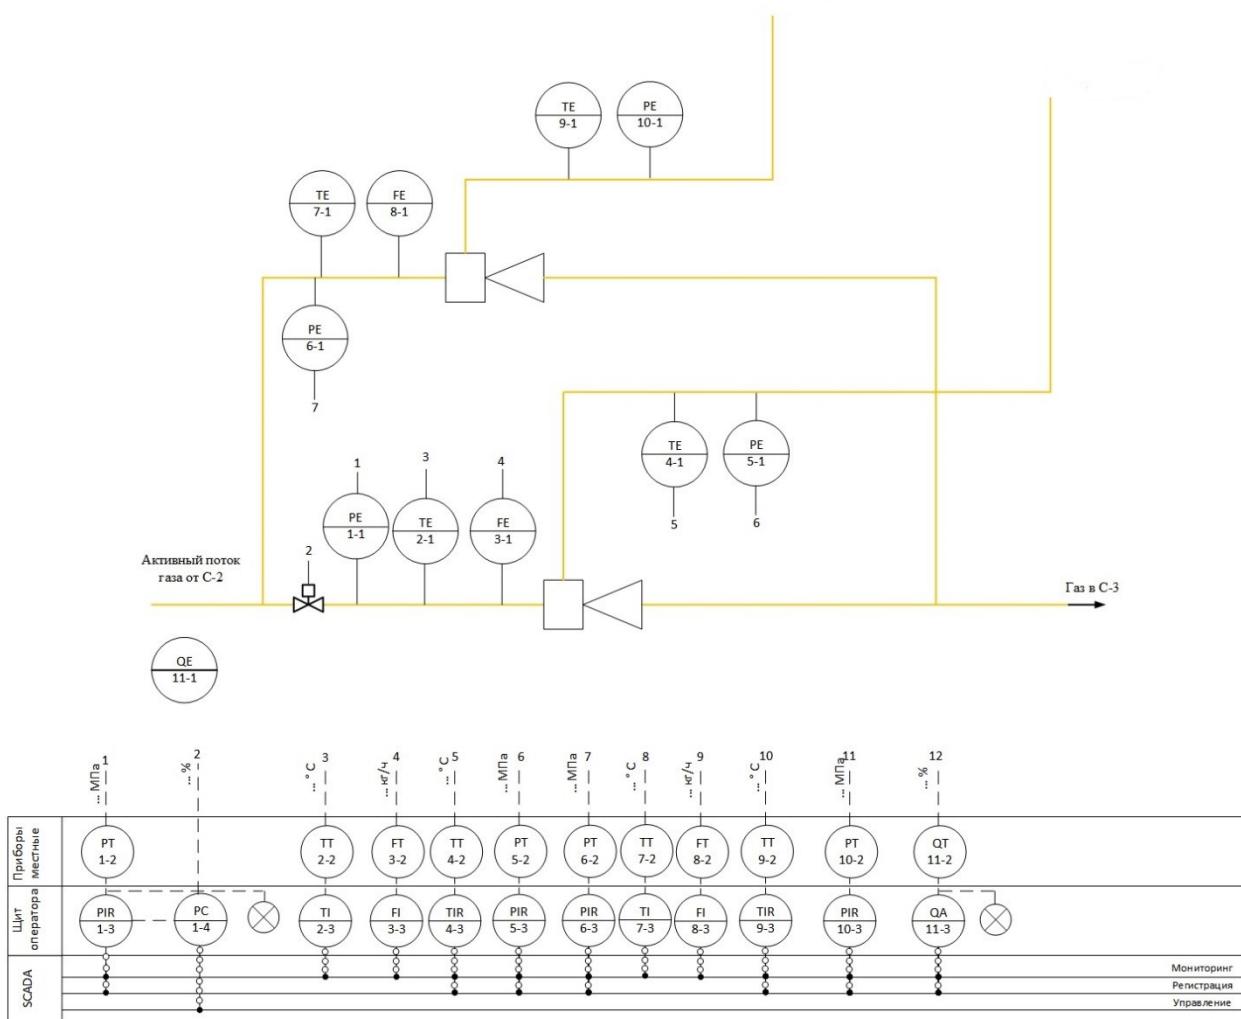 TE
9-1
PE
10-1
TE
7-1
FE
8-1
PE
6-1
7
TE
4-1
5
PE
5-1
6
1
PE
1-1
3
TE
2-1
4
FE
3-1
2
Активный поток
газа от С-2
Газ в С-3
QE
11-1
1
... МПа
2
... %
3
... ° C
4
... кг/ч
5
... ° C
6
... МПа
7
... МПа
8
... ° C
9
... кг/ч
10
... ° C
11
... МПа
12
... %
Приборы
местные
PT
1-2
TT
2-2
FT
3-2
TT
4-2
PT
5-2
PT
6-2
TT
7-2
FT
8-2
TT
9-2
PT
10-2
QT
11-2
Щит
оператора
PIR
1-3
PC
1-4
TI
2-3
FI
3-3
TIR
4-3
PIR
5-3
PIR
6-3
TI
7-3
FI
8-3
TIR
9-3
PIR
10-3
QA
11-3
SCADA
Мониторинг
Регистрация
Управление